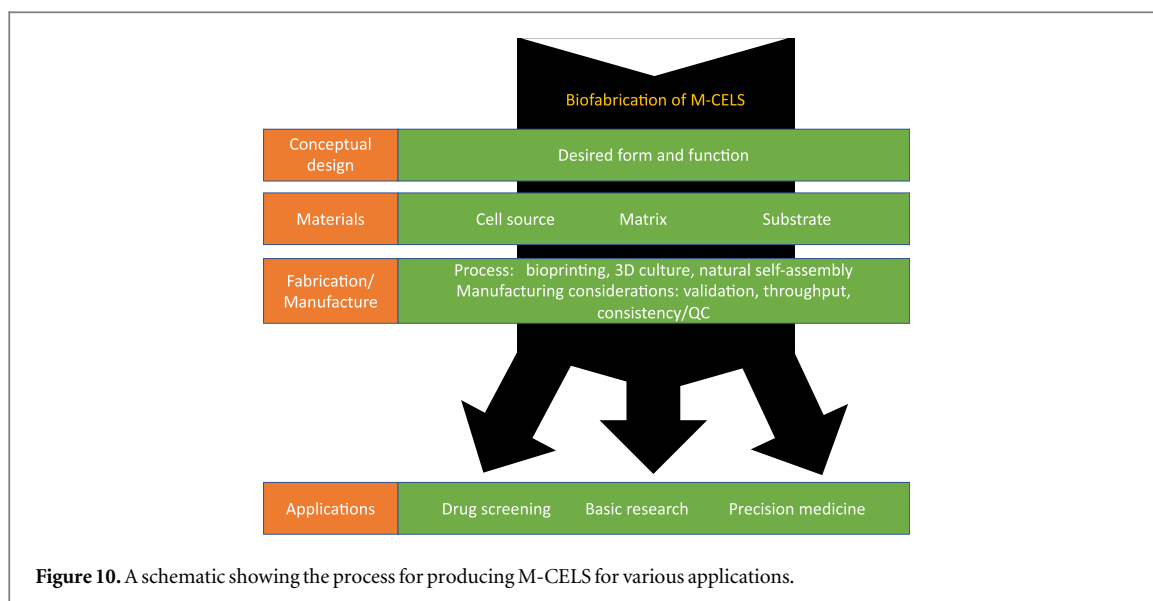 Biofabrication of M-CELS
Conceptual
design
Desired form and function
Materials
Cell source Matrix Substrate
Fabrication/
Manufacture
Process: bioprinting, 3D culture, natural self-assembly
Manufacturing considerations: validation, throughput,
consistency/QC
Applications
Drug screening Basic research Precision medicine
Figure 10. A schematic showing the process for producing M-CELS for various applications.